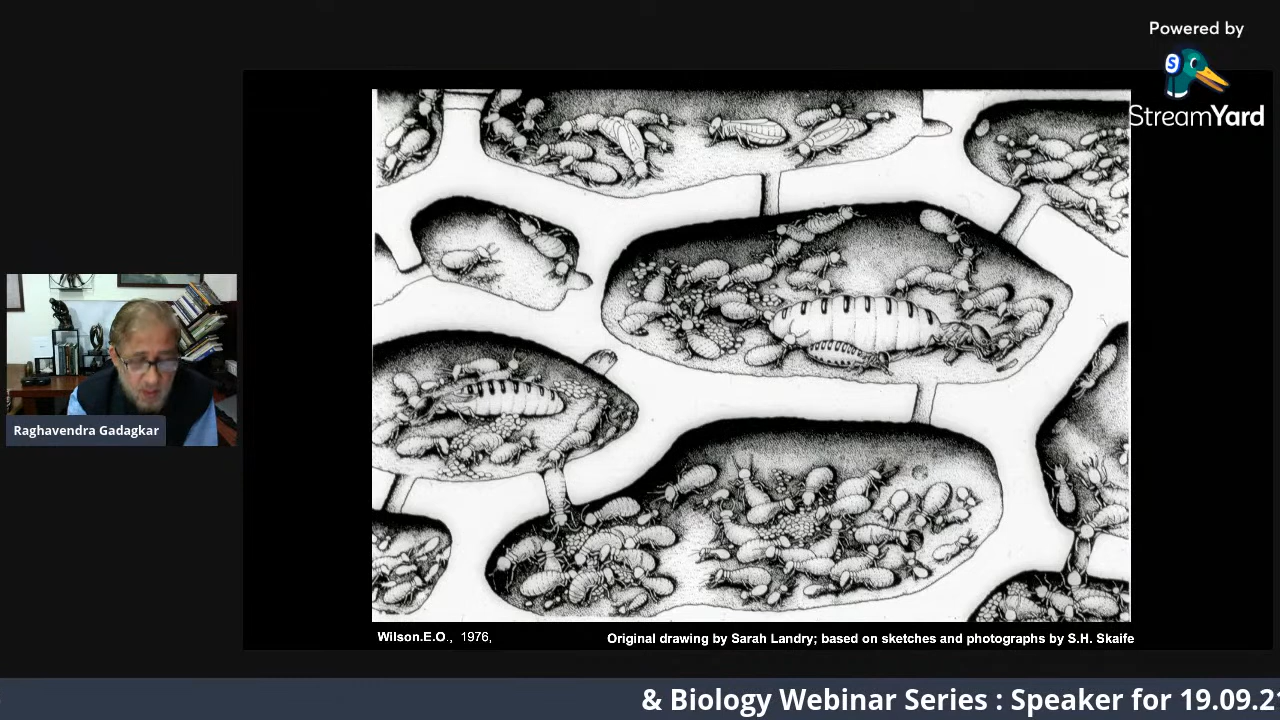 Powered by
StreamYard
Raghavendra Gadagkar
Wilson.E.O., 1976,
Original drawing by Sarah Landry; based on sketches and photographs by S.H. Skaife
& Biology Webinar Series : Speaker for 19.09.21